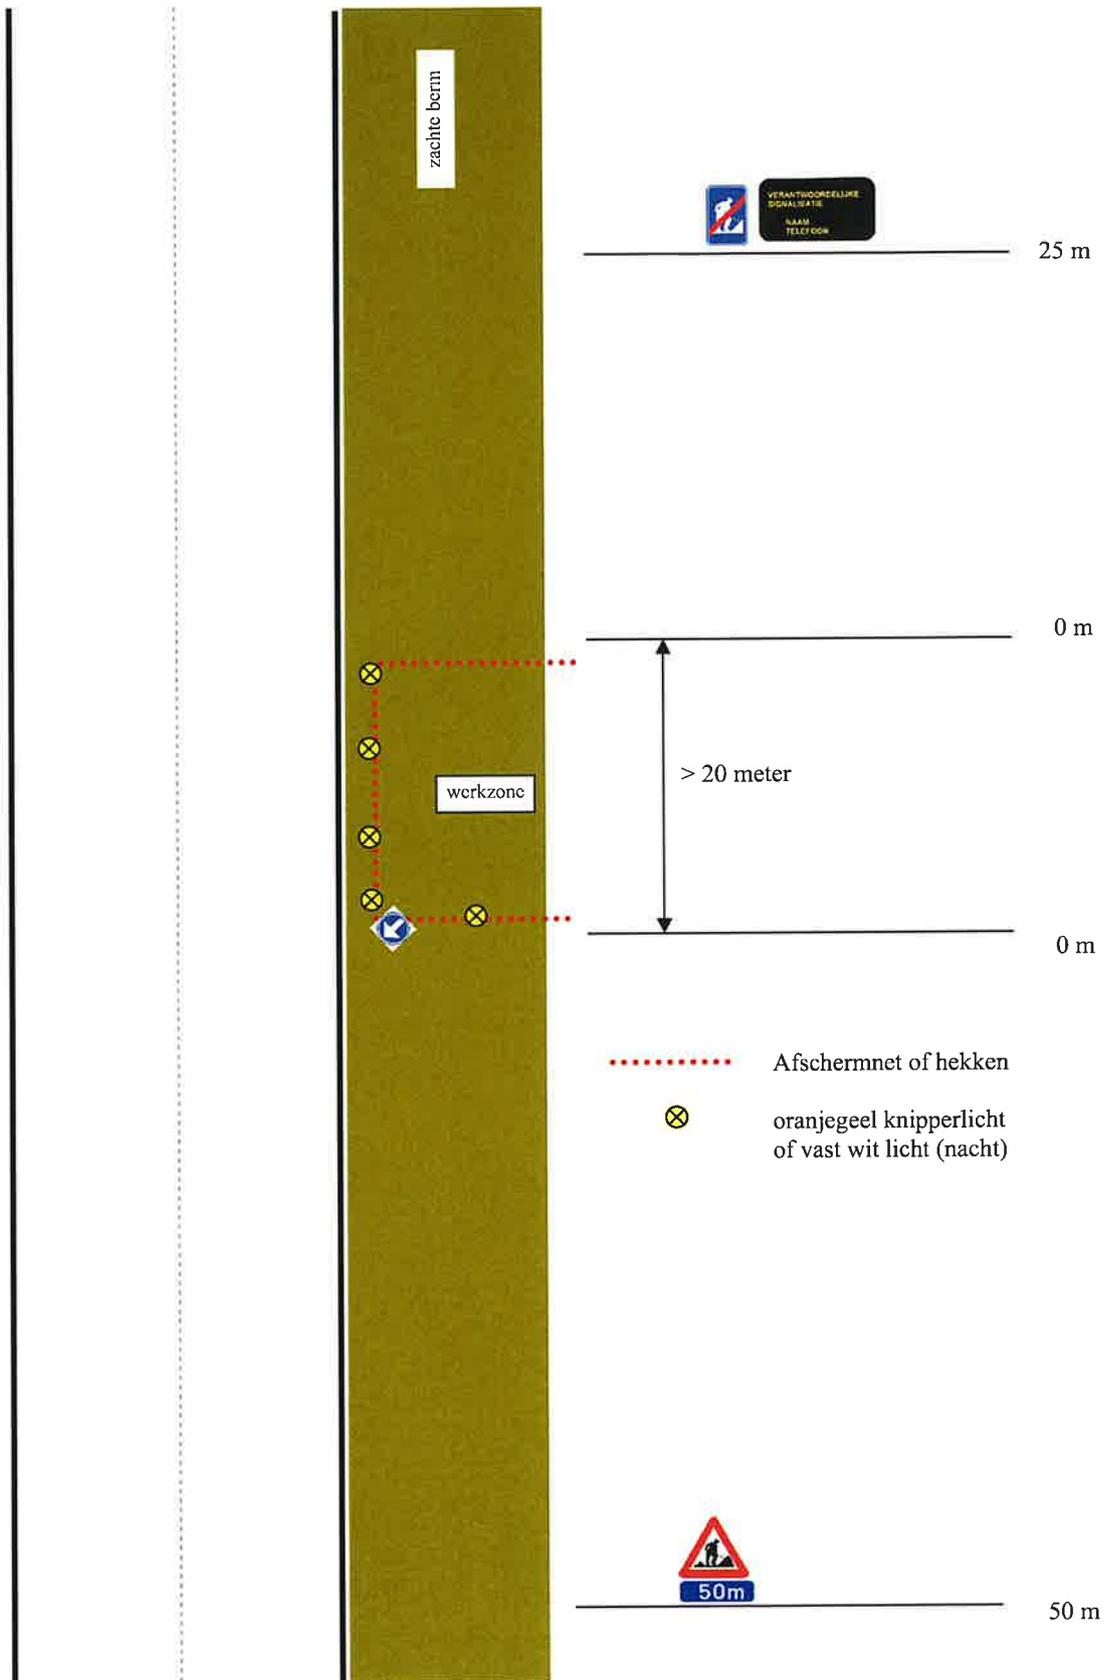 zachte berm
VERANTWOORDELIJKE
SIGNALISATIE
NAAM
TELEFOON
25 m
0 m
> 20 meter
werkzone
0 m
Afschermnet of hekken
oranjegeel knipperlicht
of vast wit licht (nacht)
50m
50 m